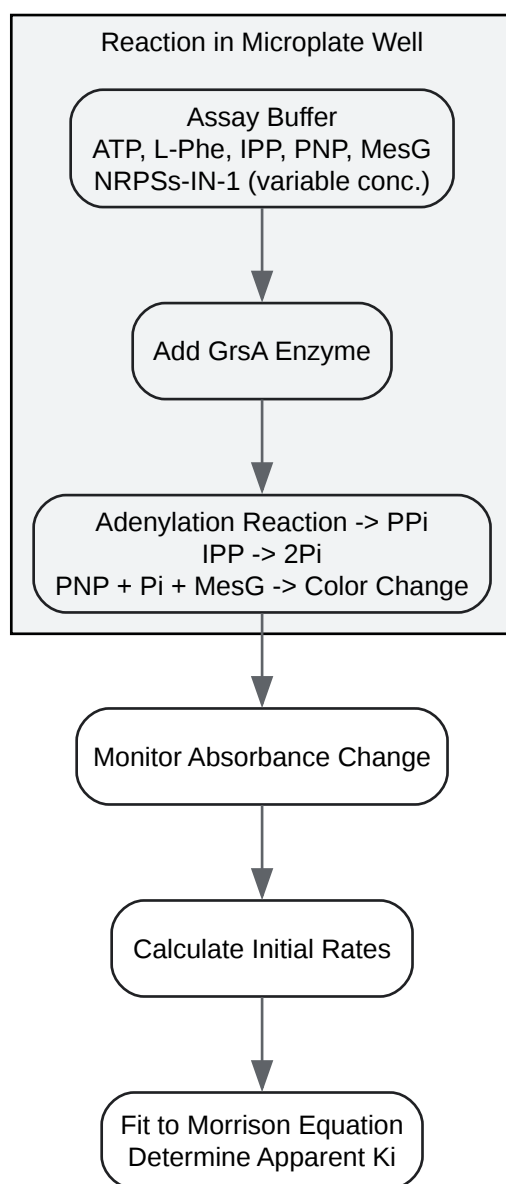 Reaction in Microplate Well
Assay Buffer
ATP, L-Phe, IPP, PNP, MesG
NRPSs-IN-1 (variable conc.)
Add GrsA Enzyme
Adenylation Reaction -> PPi
IPP -> 2Pi
PNP + Pi + MesG -> Color Change
Monitor Absorbance Change
Calculate Initial Rates
Fit to Morrison Equation
Determine Apparent Ki